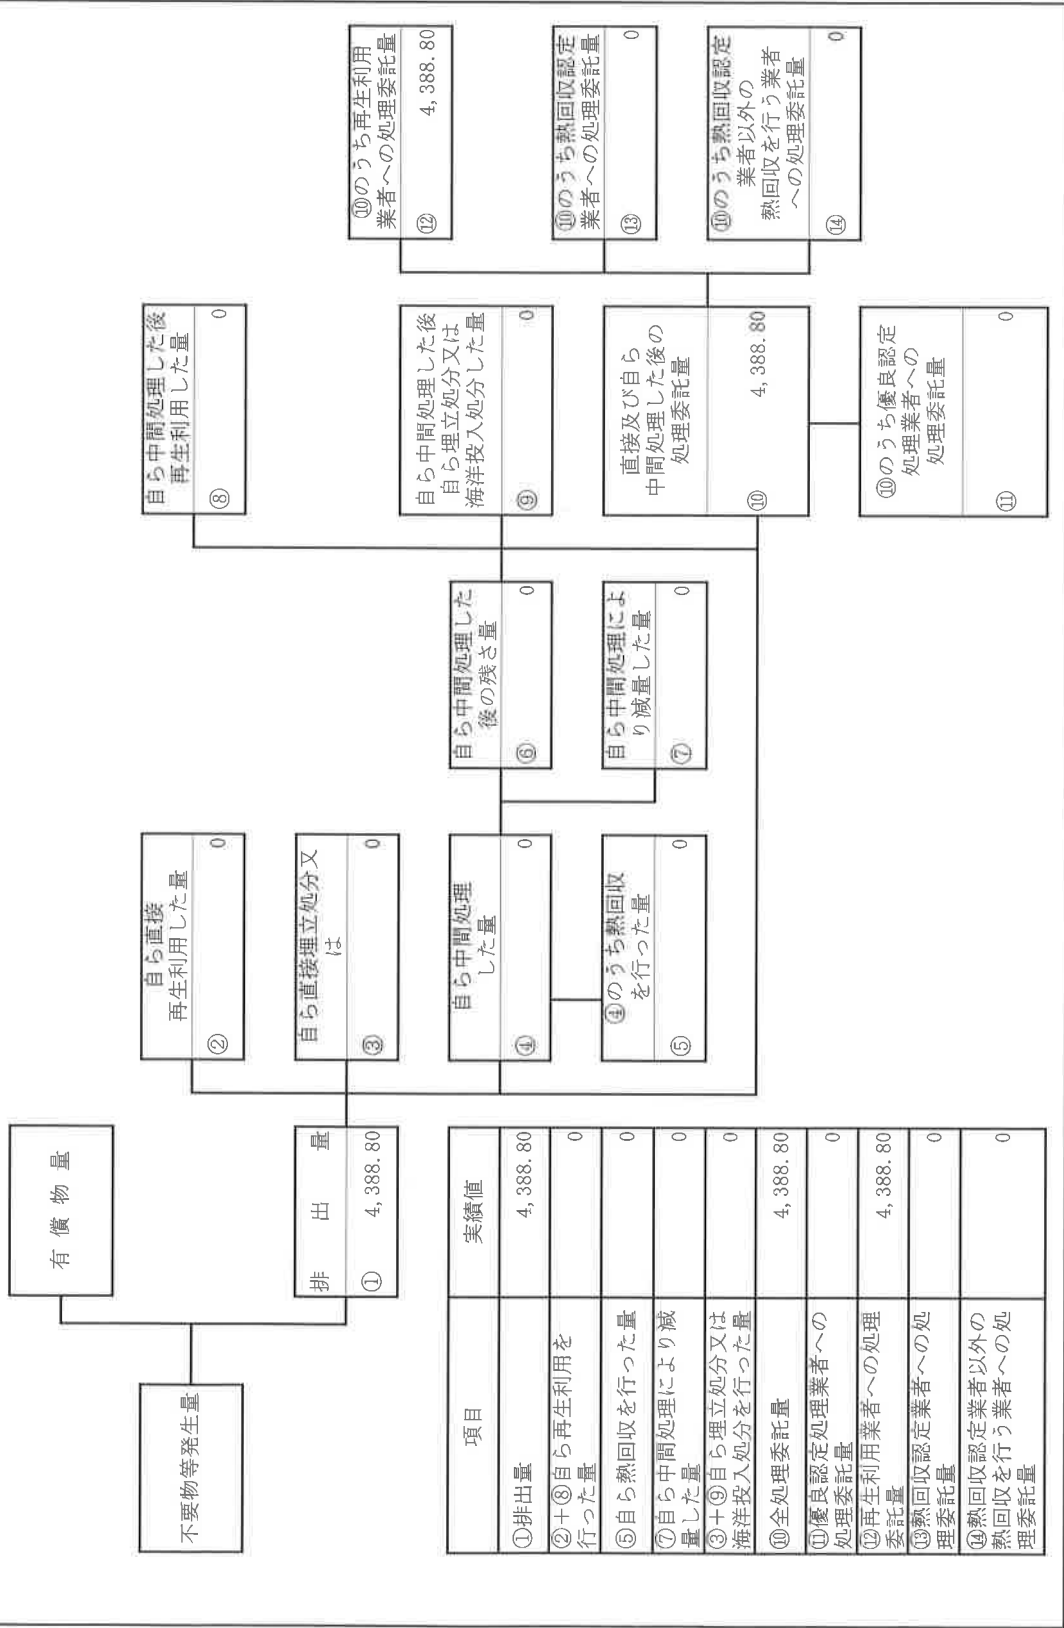 有償物量
不要物等発生量
排出量
① 4,388.80
自ら直接
再生利用した量
② 0
自ら直接埋立処分又
は
③ 0
自ら中間処理
した量
④ 0
④のうち熱回収
を行った量
⑤ 0
自ら中間処理した
後の残さ量
⑥ 0
自ら中間処理によ
り減量した量
⑦ 0
自ら中間処理した後
再生利用した量
⑧ 0
自ら中間処理した後
自ら埋立処分又は
海洋投入処分した量
⑨ 0
直接及び自ら
中間処理した後の
処理委託量
⑩ 4,388.80
⑩のうち優良認定
処理業者への
処理委託量
⑪ 0
⑩のうち再生利用
業者への処理委託量
⑫ 4,388.80
⑩のうち熱回収認定
業者への処理委託量
⑬ 0
⑩のうち熱回収認定
業者以外の
熱回収を行う業者
への処理委託量
⑭ 0
項目 実績値
①排出量 4,388.80
②+⑧自ら再生利用を
行った量 0
⑤自ら熱回収を行った量 0
⑦自ら中間処理により減
量した量 0
③+⑨自ら埋立処分又は
海洋投入処分を行った量 0
⑩全処理委託量 4,388.80
⑪優良認定処理業者への
処理委託量 0
⑫再生利用業者への処理
委託量 4,388.80
⑬熱回収認定業者への処
理委託量 0
⑭熱回収認定業者以外の
熱回収を行う業者への処
理委託量 0